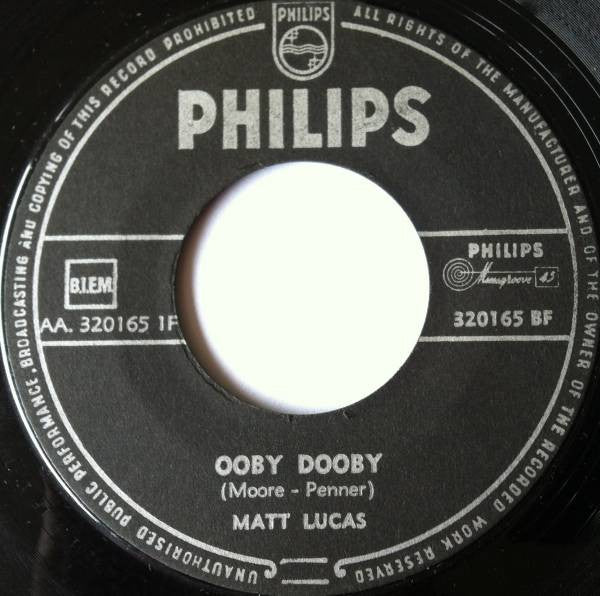 ALL RIGHTS OF THE MANUFACTURER AND OF THE OWNER OF THE RECORDED WORK RESERVED
UNAUTHORISED PUBLIC PERFORMANCE, BROADCASTING AND COPYING OF THIS RECORD PROHIBITED
PHILIPS
PHILIPS
B.I.E.M
AA. 320165 1F
PHILIPS
Minigroove 45
320165 BF
OOBY DOOBY
(Moore - Penner)
MATT LUCAS